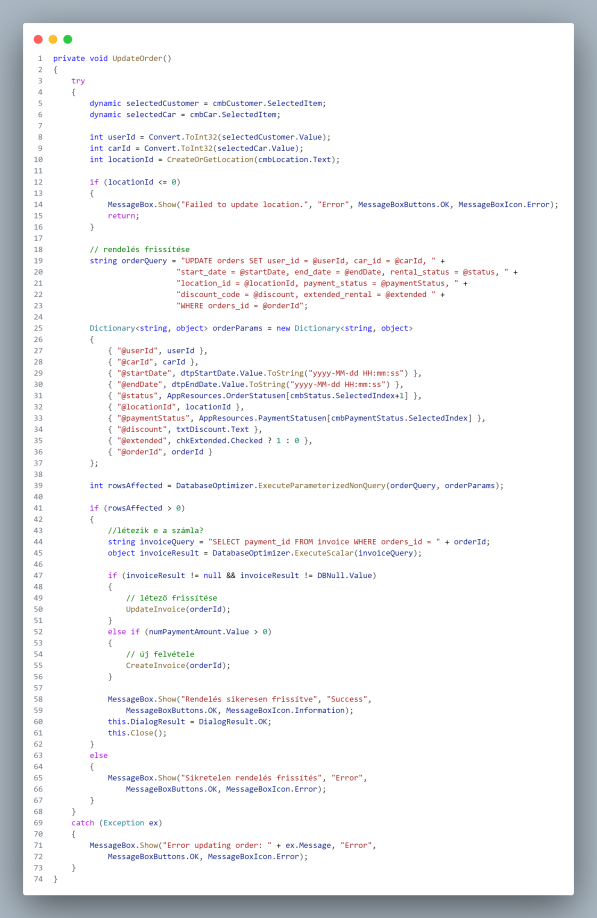 1 private void UpdateOrder()
2 {
3     try
4     {
5         dynamic selectedCustomer = cmbCustomer.SelectedItem;
6         dynamic selectedCar = cmbCar.SelectedItem;
7
8         int userId = Convert.ToInt32(selectedCustomer.Value);
9         int carId = Convert.ToInt32(selectedCar.Value);
10         int locationId = CreateOrGetLocation(cmbLocation.Text);
11
12         if (locationId <= 0)
13         {
14             MessageBox.Show("Failed to update location.", "Error", MessageBoxButtons.OK, MessageBoxIcon.Error);
15             return;
16         }
17
18         // rendelés frissítése
19         string orderQuery = "UPDATE orders SET user_id = @userId, car_id = @carId, " +
20                            "start_date = @startDate, end_date = @endDate, rental_status = @status, " +
21                            "location_id = @locationId, payment_status = @paymentStatus, " +
22                            "discount_code = @discount, extended_rental = @extended " +
23                            "WHERE orders_id = @orderId";
24
25         Dictionary<string, object> orderParams = new Dictionary<string, object>
26         {
27             { "@userId", userId },
28             { "@carId", carId },
29             { "@startDate", dtpStartDate.Value.ToString("yyyy-MM-dd HH:mm:ss") },
30             { "@endDate", dtpEndDate.Value.ToString("yyyy-MM-dd HH:mm:ss") },
31             { "@status", AppResources.OrderStatusen[cmbStatus.SelectedIndex+1] },
32             { "@locationId", locationId },
33             { "@paymentStatus", AppResources.PaymentStatusen[cmbPaymentStatus.SelectedIndex] },
34             { "@discount", txtDiscount.Text },
35             { "@extended", chkExtended.Checked ? 1 : 0 },
36             { "@orderId", orderId }
37         };
38
39         int rowsAffected = DatabaseOptimizer.ExecuteParameterizedNonQuery(orderQuery, orderParams);
40
41         if (rowsAffected > 0)
42         {
43             //létezik e a számla?
44             string invoiceQuery = "SELECT payment_id FROM invoice WHERE orders_id = " + orderId;
45             object invoiceResult = DatabaseOptimizer.ExecuteScalar(invoiceQuery);
46
47             if (invoiceResult != null && invoiceResult != DBNull.Value)
48             {
49                 // létező frissítése
50                 UpdateInvoice(orderId);
51             }
52             else if (numPaymentAmount.Value > 0)
53             {
54                 // új felvétele
55                 CreateInvoice(orderId);
56             }
57
58             MessageBox.Show("Rendelés sikeresen frissítve", "Success",
59                 MessageBoxButtons.OK, MessageBoxIcon.Information);
60             this.DialogResult = DialogResult.OK;
61             this.Close();
62         }
63         else
64         {
65             MessageBox.Show("Sikretelen rendelés frissítés", "Error",
66                 MessageBoxButtons.OK, MessageBoxIcon.Error);
67         }
68     }
69     catch (Exception ex)
70     {
71         MessageBox.Show("Error updating order: " + ex.Message, "Error",
72             MessageBoxButtons.OK, MessageBoxIcon.Error);
73     }
74 }